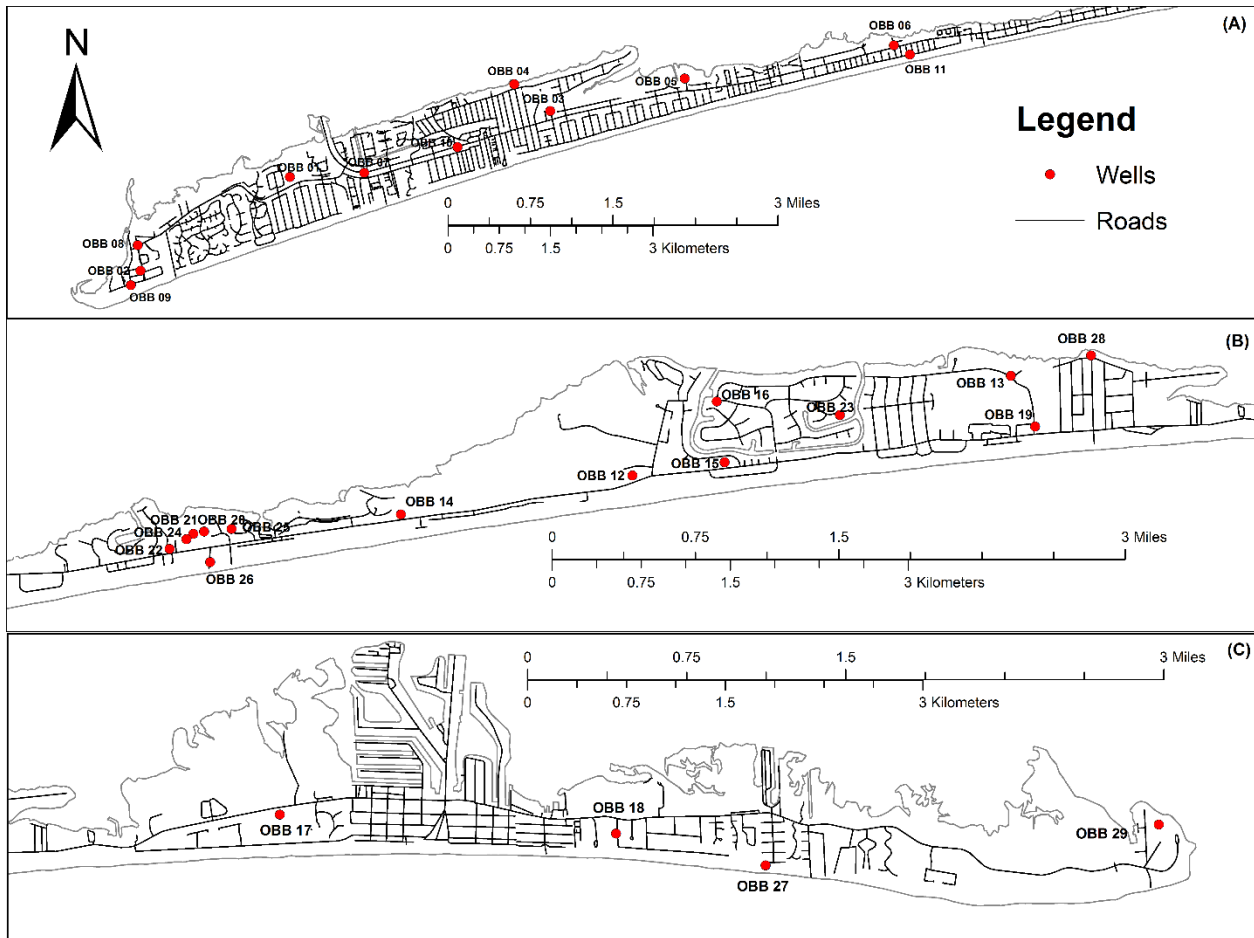 (A)
N
OBB 06
OBB 04
OBB 05
OBB 11
OBB 03
Legend
OBB 10
OBB 01
OBB 07
Wells
0 0.75 1.5 3 Miles
Roads
0 0.75 1.5 3 Kilometers
OBB 08
OBB 02
OBB 09
(B)
OBB 28
OBB 13
OBB 16
OBB 23
OBB 19
OBB 15
OBB 12
OBB 14
OBB 21 OBB 20
OBB 25
OBB 24
OBB 22
0 0.75 1.5 3 Miles
OBB 26
0 0.75 1.5 3 Kilometers
(C)
0 0.75 1.5 3 Miles
0 0.75 1.5 3 Kilometers
OBB 18
OBB 17
OBB 29
OBB 27